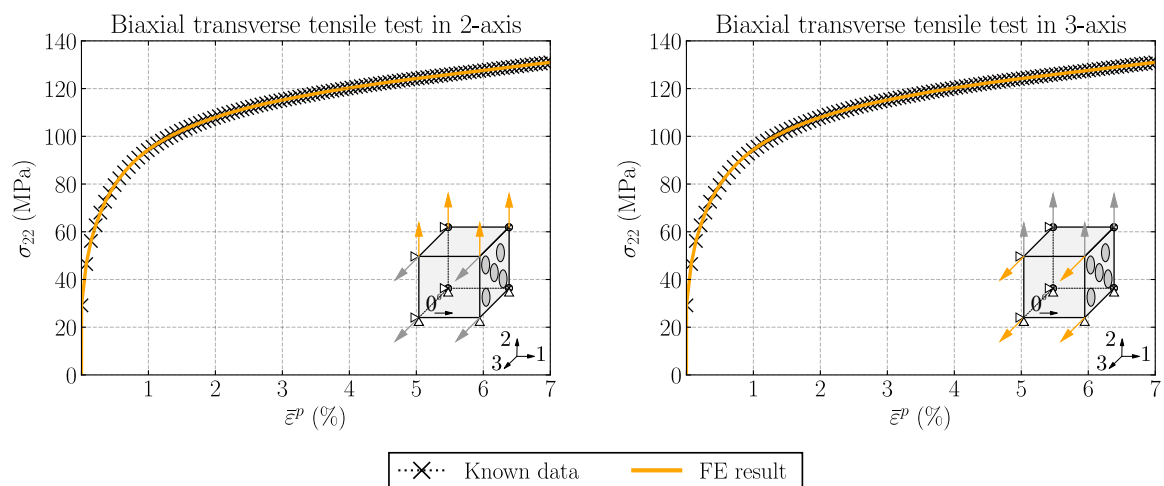 Biaxial transverse tensile test in 2-axis
140
120
100
80
60
40
20
0
σ22 (MPa)
0°
2
1
3
1 2 3 4 5 6 7
ε̄ᵖ (%)
Biaxial transverse tensile test in 3-axis
140
120
100
80
60
40
20
0
σ22 (MPa)
0°
2
1
3
1 2 3 4 5 6 7
ε̄ᵖ (%)
Known data FE result